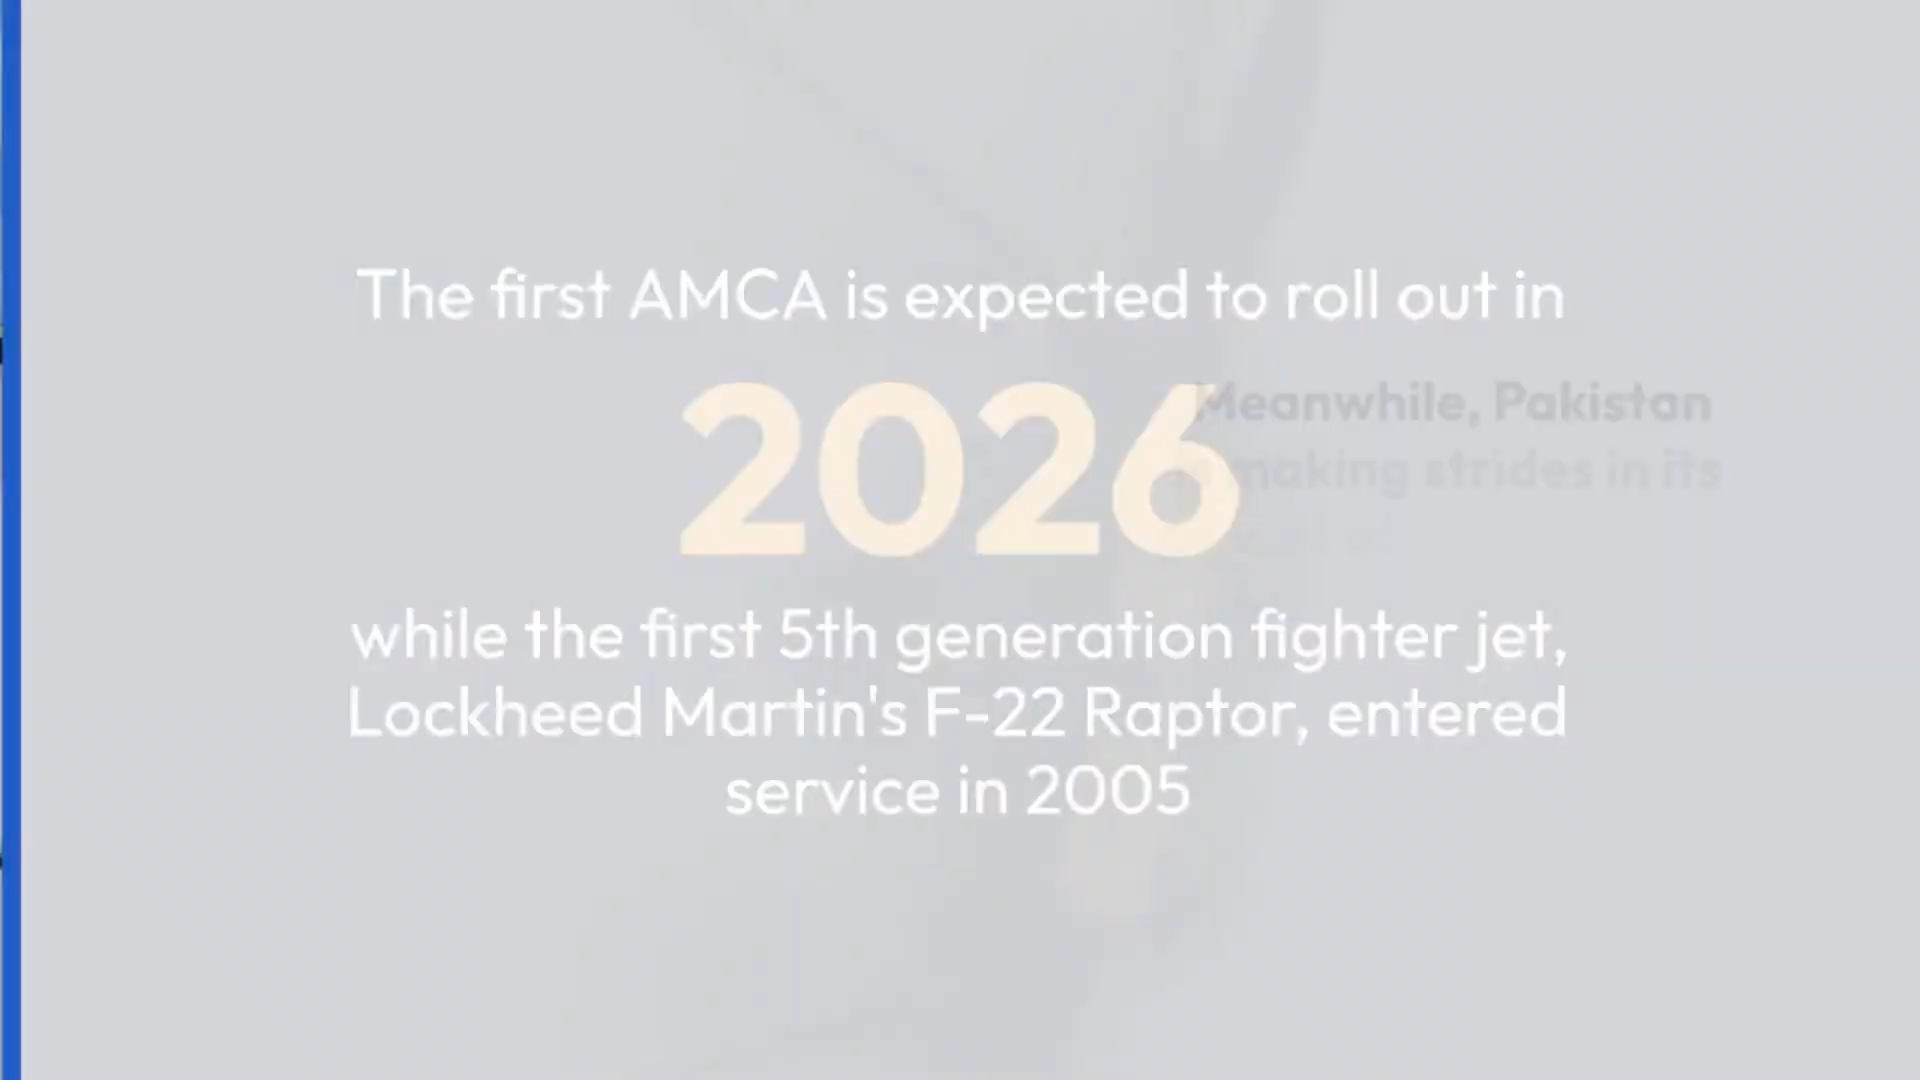 The first AMCA is expected to roll out in
2026
Meanwhile, Pakistan
making strides in its
while the first 5th generation fighter jet,
Lockheed Martin's F-22 Raptor, entered
service in 2005